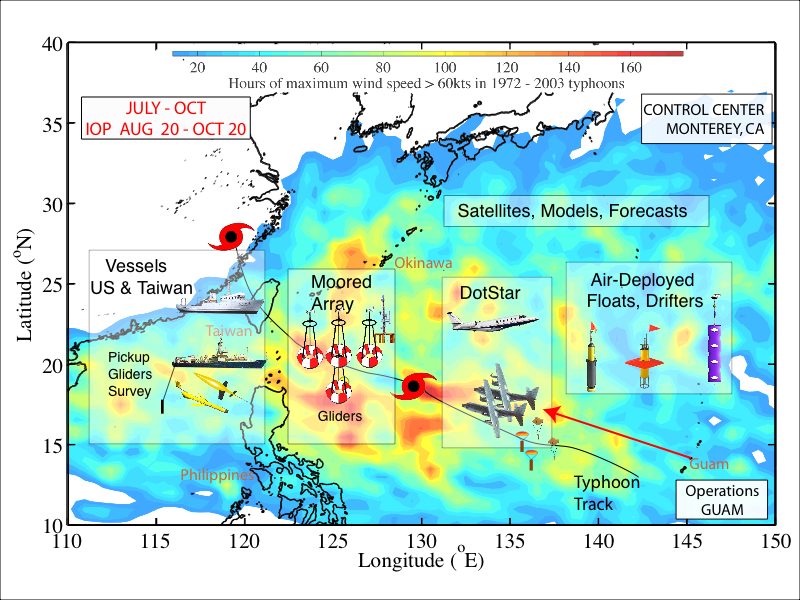 40
20 40 60 80 100 120 140 160
Hours of maximum wind speed > 60kts in 1972 - 2003 typhoons
JULY - OCT
IOP AUG 20 - OCT 20
CONTROL CENTER
MONTEREY, CA
35
30
Satellites, Models, Forecasts
Okinawa
Vessels
US & Taiwan
Moored
Array
DotStar
Air-Deployed
Floats, Drifters
25
Taiwan
Pickup
Gliders
Survey
20
Gliders
15
Philippines
Guam
Typhoon
Track
Operations
GUAM
10
Latitude (°N)
110 115 120 125 130 135 140 145 150
Longitude (°E)